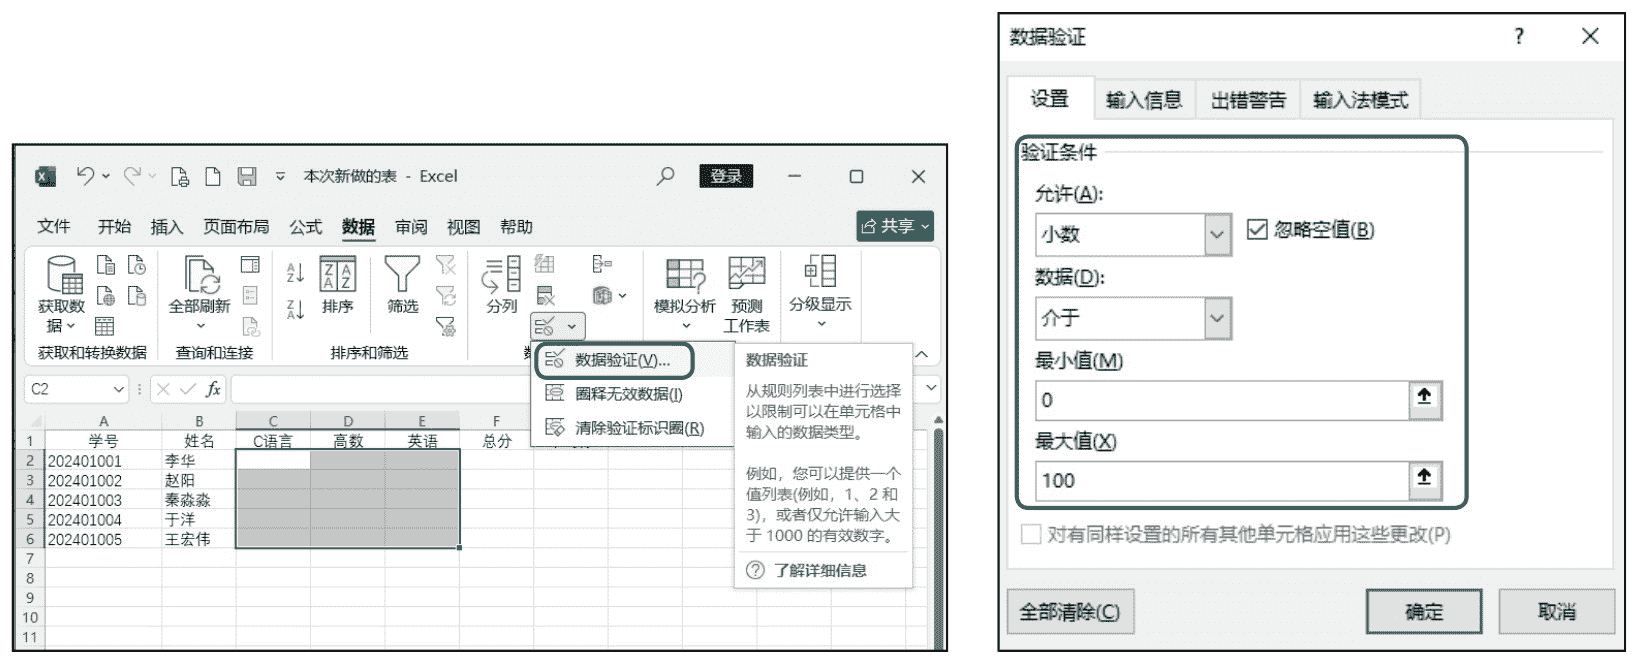 本次新做的表 - Excel
登录
文件 开始 插入 页面布局 公式 数据 审阅 视图 帮助
共享
获取数据
全部刷新
排序
筛选
分列
模拟分析
预测
工作表
分级显示
获取和转换数据
查询和连接
排序和筛选
数据验证(V)...
圈释无效数据(I)
清除验证标识圈(R)
数据验证
从规则列表中进行选择
以限制可以在单元格中
输入的数据类型。
例如，您可以提供一个
值列表(例如，1、2 和
3)，或者仅允许输入大
于 1000 的有效数字。
了解详细信息
C2
fx
A B C D E F
1 学号 姓名 C语言 高数 英语 总分
2 202401001 李华
3 202401002 赵阳
4 202401003 秦淼淼
5 202401004 于洋
6 202401005 王宏伟
7
8
9
10
11
数据验证
?
设置 输入信息 出错警告 输入法模式
验证条件
允许(A):
小数
忽略空值(B)
数据(D):
介于
最小值(M)
0
最大值(X)
100
对有同样设置的所有其他单元格应用这些更改(P)
全部清除(C) 确定 取消